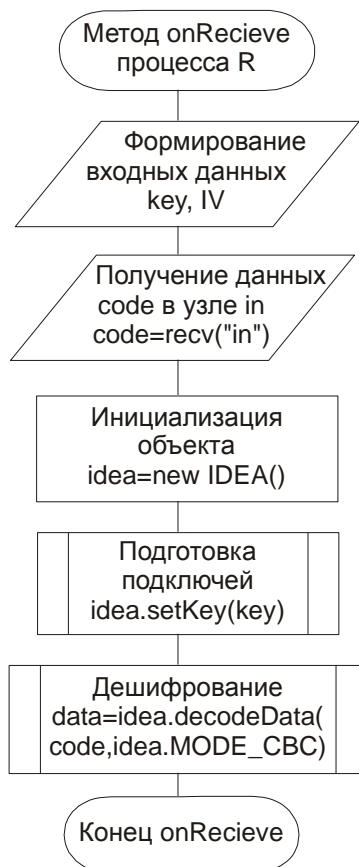 Метод onRecieve
процесса R
Формирование
входных данных
key, IV
Получение данных
code в узле in
code=recv("in")
Инициализация
объекта
idea=new IDEA()
Подготовка
подключей
idea.setKey(key)
Дешифрование
data=idea.decodeData(
code,idea.MODE_CBC)
Конец onRecieve